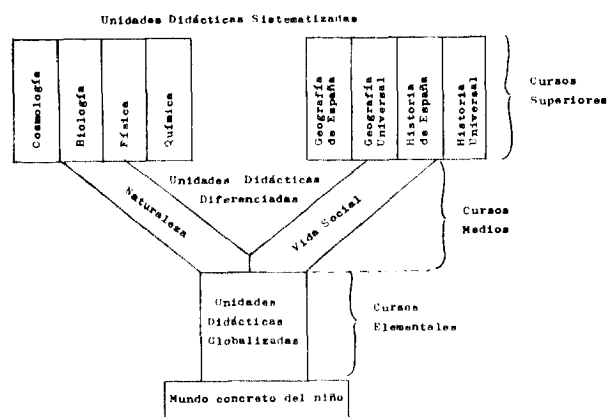 Unidades Didácticas Sistematizadas
Cosmología
Biología
Física
Química
Geografía
de España
Geografía
Universal
Historia
de España
Historia
Universal
Cursos
Superiores
Unidades Didácticas
Diferenciadas
Naturaleza
Vida Social
Cursos
Medios
Unidades
Didácticas
Globalizadas
Cursos
Elementales
Mundo concreto del niño